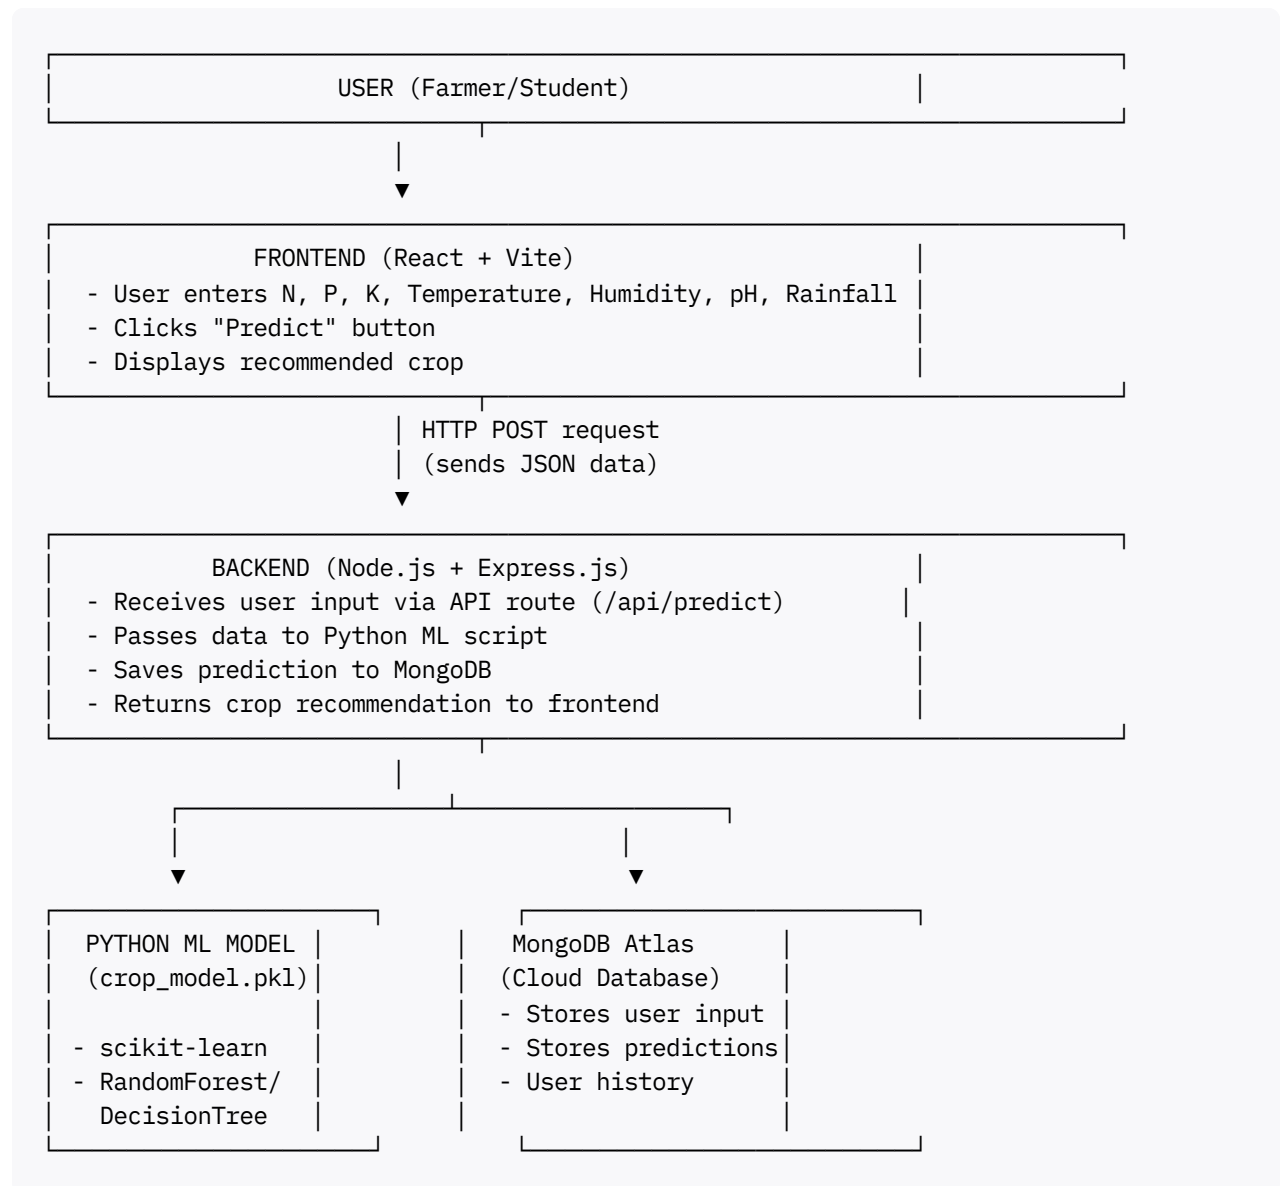 USER (Farmer/Student)
FRONTEND (React + Vite)
- User enters N, P, K, Temperature, Humidity, pH, Rainfall
- Clicks "Predict" button
- Displays recommended crop
HTTP POST request
(sends JSON data)
BACKEND (Node.js + Express.js)
- Receives user input via API route (/api/predict)
- Passes data to Python ML script
- Saves prediction to MongoDB
- Returns crop recommendation to frontend
PYTHON ML MODEL
(crop_model.pkl)
- scikit-learn
- RandomForest/
DecisionTree
MongoDB Atlas
(Cloud Database)
- Stores user input
- Stores predictions
- User history